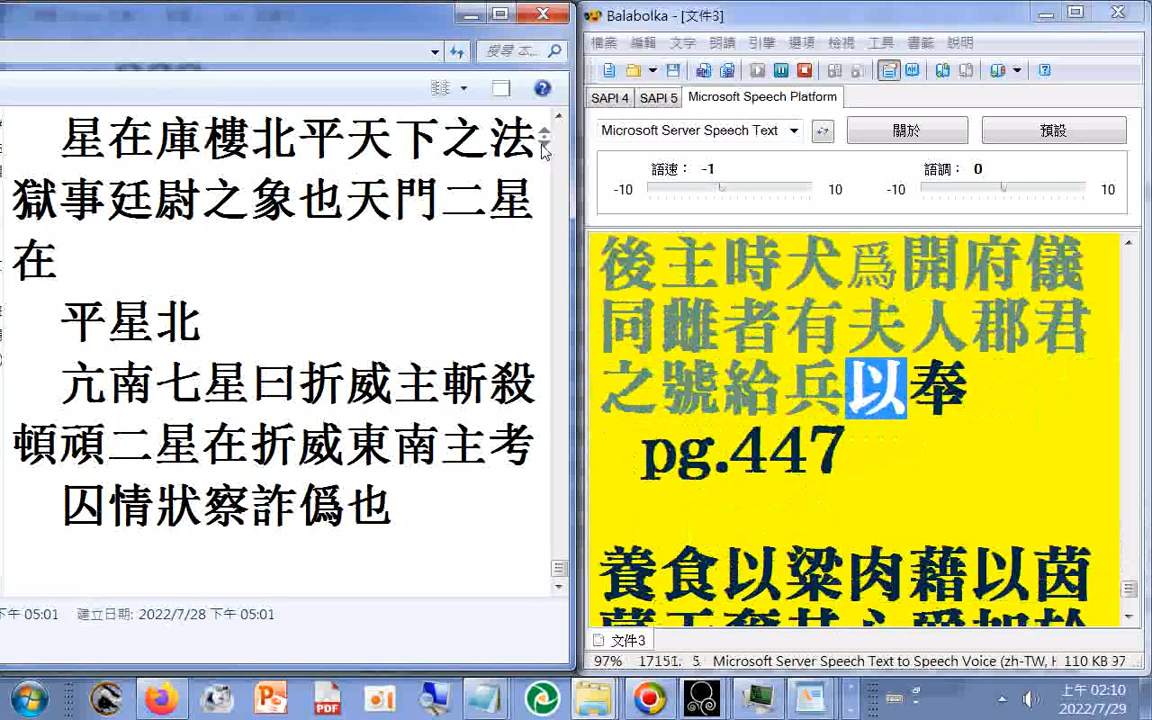 搜尋 本...
星在庫樓北平天下之法
獄事廷尉之象也天門二星
在
平星北
亢南七星曰折威主斬殺
頓頑二星在折威東南主考
囚情狀察詐僞也
下午 05:01 建立日期: 2022/7/28 下午 05:01
Balabolka - [文件3]
檔案 編輯 文字 朗讀 引擎 選項 檢視 工具 書籤 說明
SAPI 4 SAPI 5 Microsoft Speech Platform
Microsoft Server Speech Text 關於 預設
語速: -1 語調: 0
-10 10 -10 10
後主時犬爲開府儀
同雌者有夫人郡君
之號給兵以奉
pg.447
養食以粱肉藉以茵
文件3
97% 17151. 5 Microsoft Server Speech Text to Speech Voice (zh-TW, H 110 KB 97
PDF
上午 02:10
2022/7/29